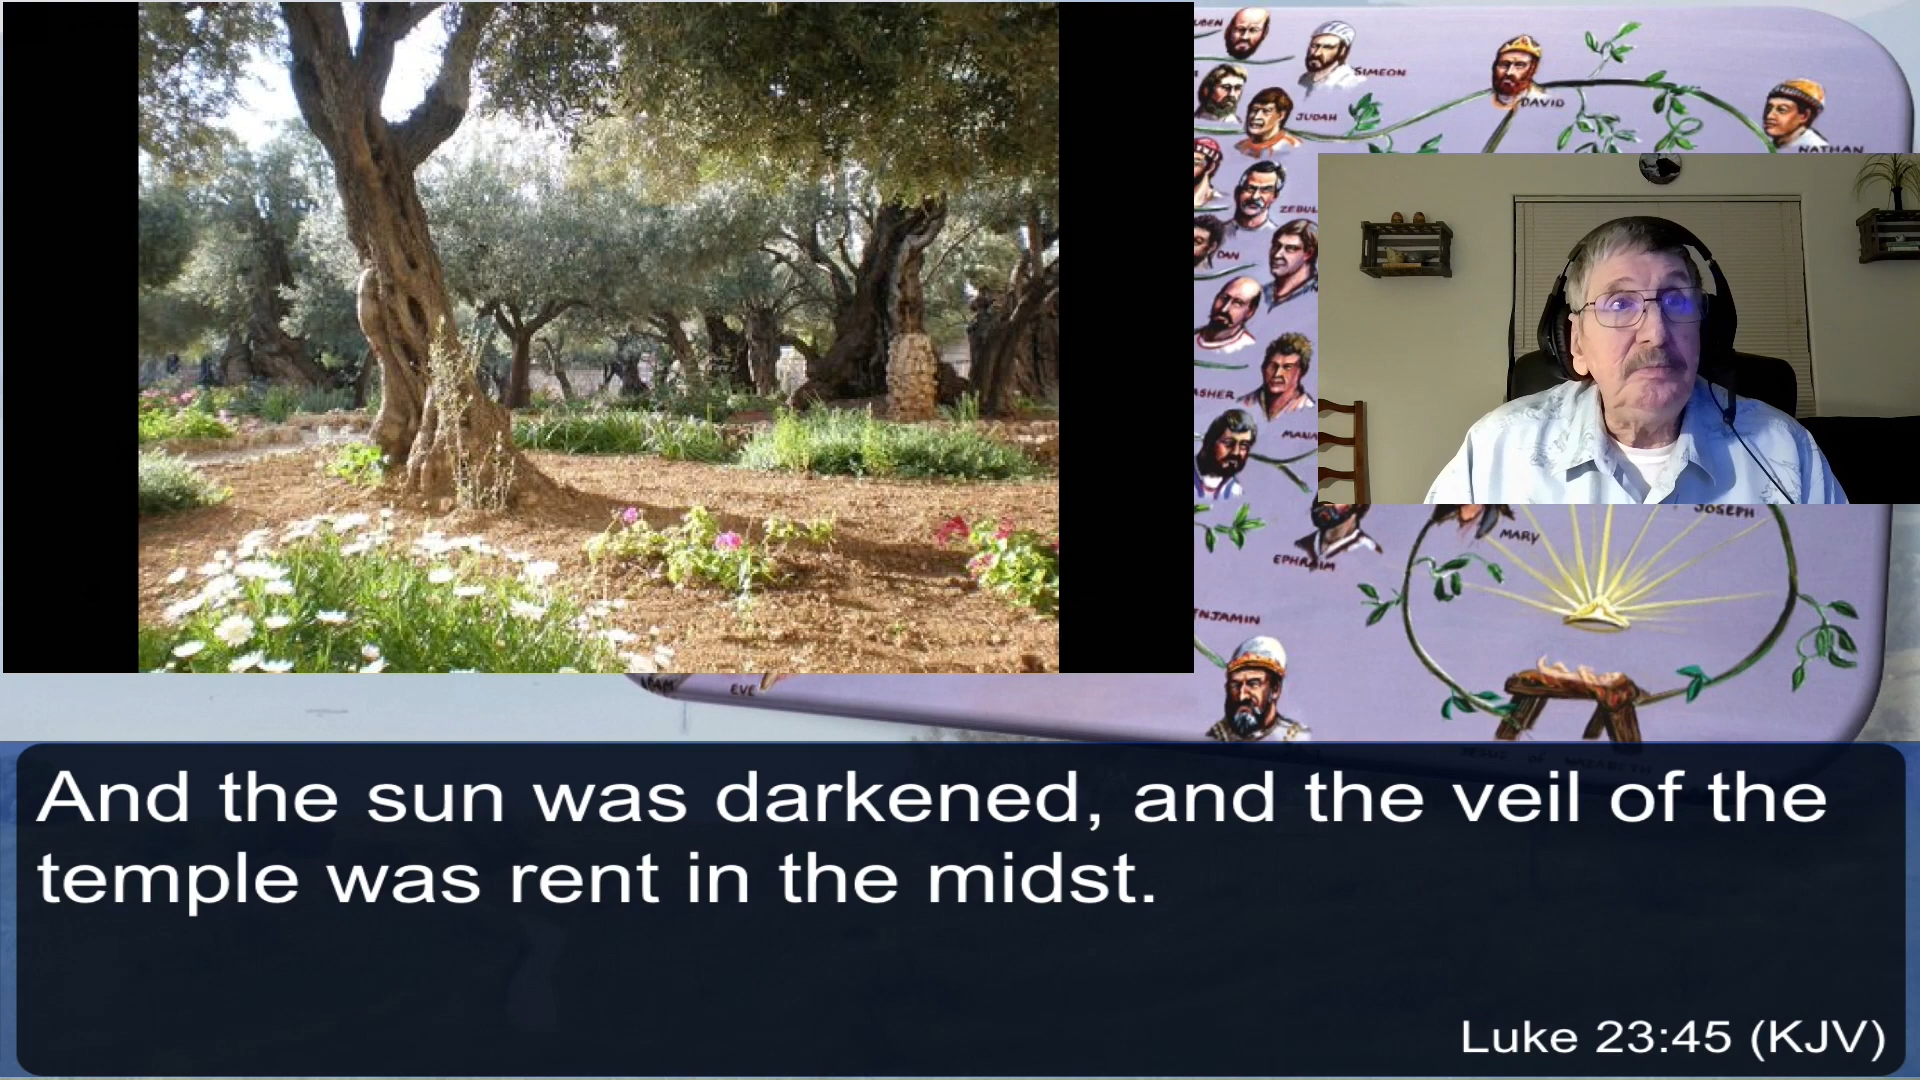 SIMEON
DAVID
JUDAH
NATHAN
DAN
JOSEPH
MARY
EPHRAIM
EVE
And the sun was darkened, and the veil of the
temple was rent in the midst.
Luke 23:45 (KJV)